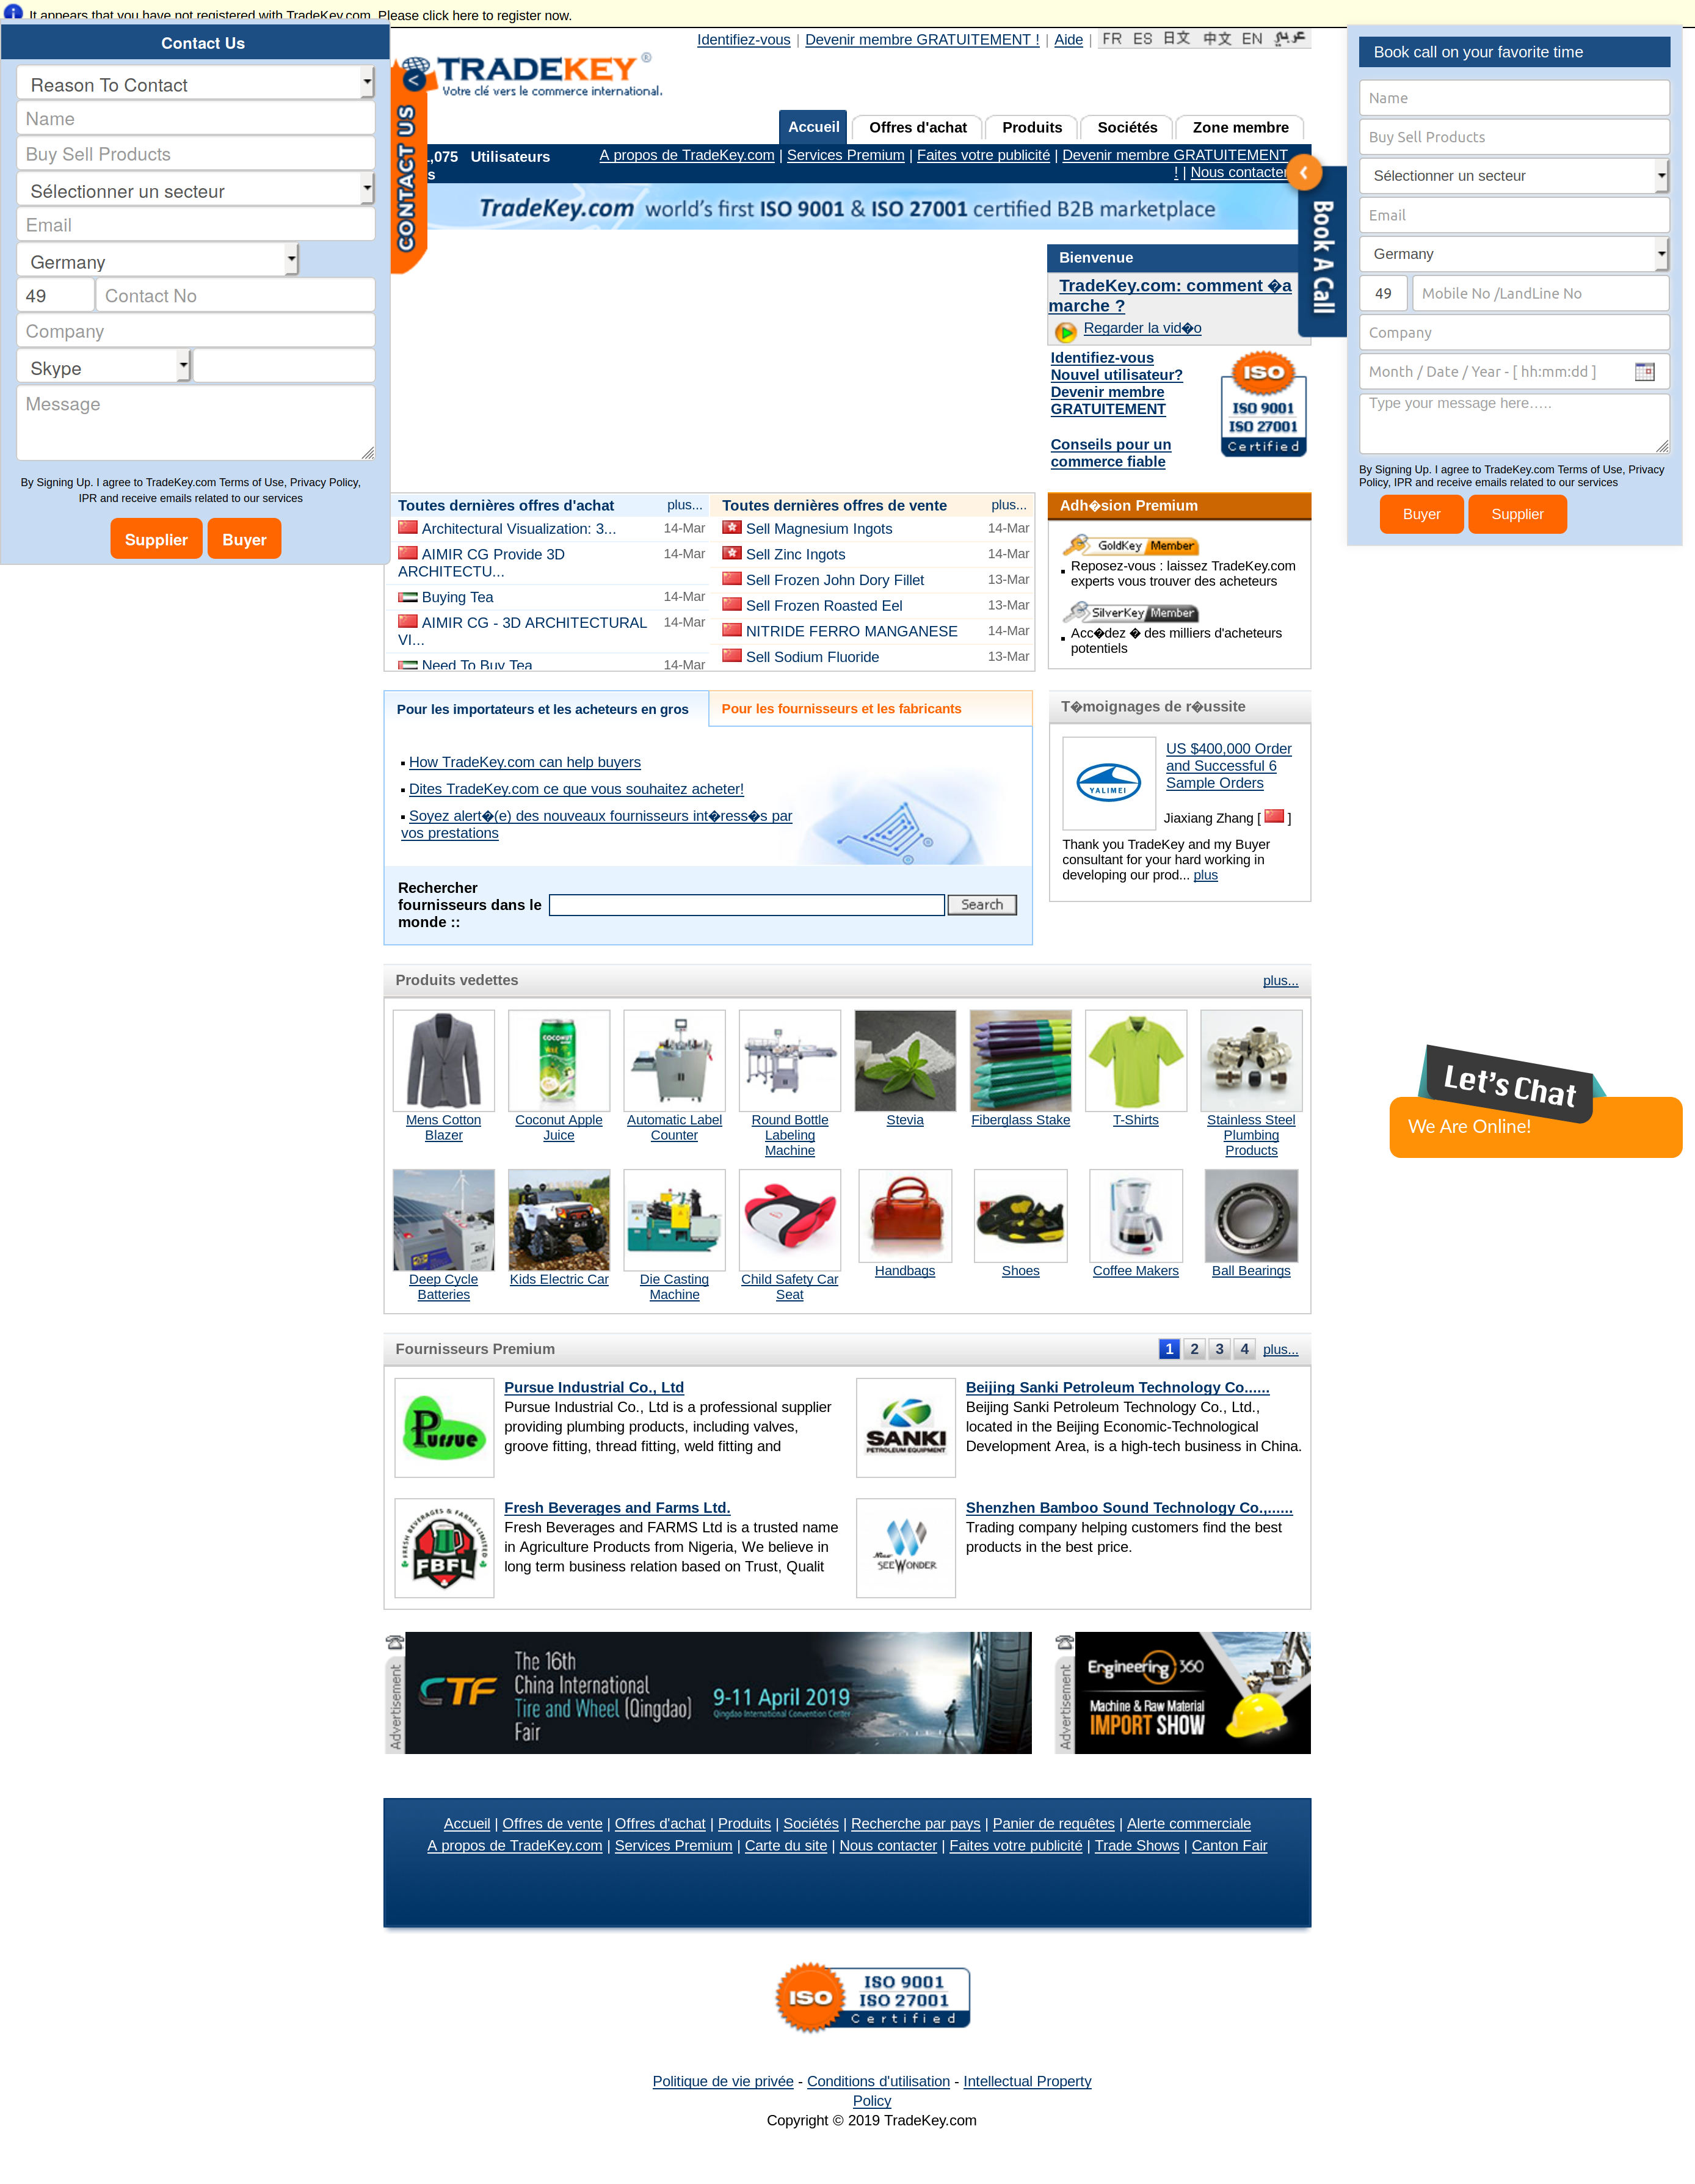 It appears that you have not registered with TradeKey.com. Please click here to register now.
Contact Us
Reason To Contact
Name
Buy Sell Products
Sélectionner un secteur
Email
Germany
49 Contact No
Company
Skype
Message
By Signing Up. I agree to TradeKey.com Terms of Use, Privacy Policy,
IPR and receive emails related to our services
Supplier Buyer
CONTACT US
Identifiez-vous | Devenir membre GRATUITEMENT ! | Aide | FR ES 日文 中文 EN عربي
TRADEKEY®
Votre clé vers le commerce international.
Accueil Offres d'achat Produits Sociétés Zone membre
,075 Utilisateurs
s
A propos de TradeKey.com | Services Premium | Faites votre publicité | Devenir membre GRATUITEMENT
! | Nous contacter
TradeKey.com world's first ISO 9001 & ISO 27001 certified B2B marketplace
Book call on your favorite time
Name
Buy Sell Products
Sélectionner un secteur
Email
Germany
49 Mobile No /LandLine No
Company
Month / Date / Year - [ hh:mm:dd ]
Type your message here.....
By Signing Up. I agree to TradeKey.com Terms of Use, Privacy
Policy, IPR and receive emails related to our services
Buyer Supplier
Book A Call
Bienvenue
TradeKey.com: comment �a
marche ?
Regarder la vid�o
Identifiez-vous
Nouvel utilisateur?
Devenir membre
GRATUITEMENT
Conseils pour un
commerce fiable
ISO
ISO 9001
ISO 27001
Certified
Toutes dernières offres d'achat plus...
Architectural Visualization: 3... 14-Mar
AIMIR CG Provide 3D 14-Mar
ARCHITECTU...
Buying Tea 14-Mar
AIMIR CG - 3D ARCHITECTURAL 14-Mar
VI...
Need To Buy Tea 14-Mar
Toutes dernières offres de vente plus...
Sell Magnesium Ingots 14-Mar
Sell Zinc Ingots 14-Mar
Sell Frozen John Dory Fillet 13-Mar
Sell Frozen Roasted Eel 13-Mar
NITRIDE FERRO MANGANESE 14-Mar
Sell Sodium Fluoride 13-Mar
Adh�sion Premium
GoldKey Member
Reposez-vous : laissez TradeKey.com
experts vous trouver des acheteurs
SilverKey Member
Acc�dez � des milliers d'acheteurs
potentiels
Pour les importateurs et les acheteurs en gros
Pour les fournisseurs et les fabricants
How TradeKey.com can help buyers
Dites TradeKey.com ce que vous souhaitez acheter!
Soyez alert�(e) des nouveaux fournisseurs int�ress�s par
vos prestations
Rechercher
fournisseurs dans le
monde ::
Search
T�moignages de r�ussite
YALIMEI
US $400,000 Order
and Successful 6
Sample Orders
Jiaxiang Zhang [ ]
Thank you TradeKey and my Buyer
consultant for your hard working in
developing our prod... plus
Produits vedettes plus...
COCONUT
Mens Cotton
Blazer
Coconut Apple
Juice
Automatic Label
Counter
Round Bottle
Labeling
Machine
Stevia
Fiberglass Stake
T-Shirts
Stainless Steel
Plumbing
Products
Deep Cycle
Batteries
Kids Electric Car
Die Casting
Machine
Child Safety Car
Seat
Handbags
Shoes
Coffee Makers
Ball Bearings
Let's Chat
We Are Online!
Fournisseurs Premium 1 2 3 4 plus...
Pursue
Pursue Industrial Co., Ltd
Pursue Industrial Co., Ltd is a professional supplier
providing plumbing products, including valves,
groove fitting, thread fitting, weld fitting and
SANKI
PETROLEUM EQUIPMENT
Beijing Sanki Petroleum Technology Co......
Beijing Sanki Petroleum Technology Co., Ltd.,
located in the Beijing Economic-Technological
Development Area, is a high-tech business in China.
FRESH BEVERAGES & FARMS LIMITED
FBFL
Fresh Beverages and Farms Ltd.
Fresh Beverages and FARMS Ltd is a trusted name
in Agriculture Products from Nigeria, We believe in
long term business relation based on Trust, Qualit
SEEWONDER
Shenzhen Bamboo Sound Technology Co.,......
Trading company helping customers find the best
products in the best price.
Advertisement
CTF
The 16th
China International
Tire and Wheel (Qingdao)
Fair
9-11 April 2019
Qingdao International Convention Center
Advertisement
Engineering 360
Machine & Raw Material
IMPORT SHOW
Accueil | Offres de vente | Offres d'achat | Produits | Sociétés | Recherche par pays | Panier de requêtes | Alerte commerciale
A propos de TradeKey.com | Services Premium | Carte du site | Nous contacter | Faites votre publicité | Trade Shows | Canton Fair
ISO
ISO 9001
ISO 27001
Certified
Politique de vie privée - Conditions d'utilisation - Intellectual Property
Policy
Copyright © 2019 TradeKey.com